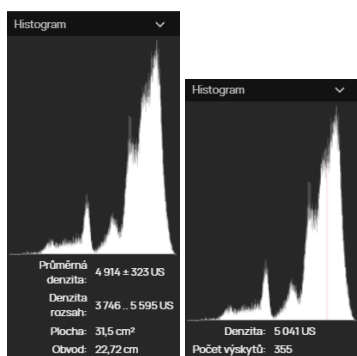 Histogram
Průměrná denzita: 4 914 ± 323 US
Denzita rozsah: 3 746 .. 5 595 US
Plocha: 31,5 cm²
Obvod: 22,72 cm
Histogram
Denzita: 5 041 US
Počet výskytů: 355